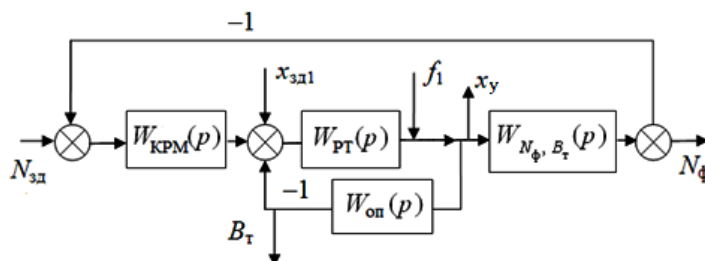 −1
x_зд1
f_1
x_у
W_КРМ(p)
W_РТ(p)
W_{N_ф, B_т}(p)
N_зд
−1
W_оп(p)
N_ф
B_т